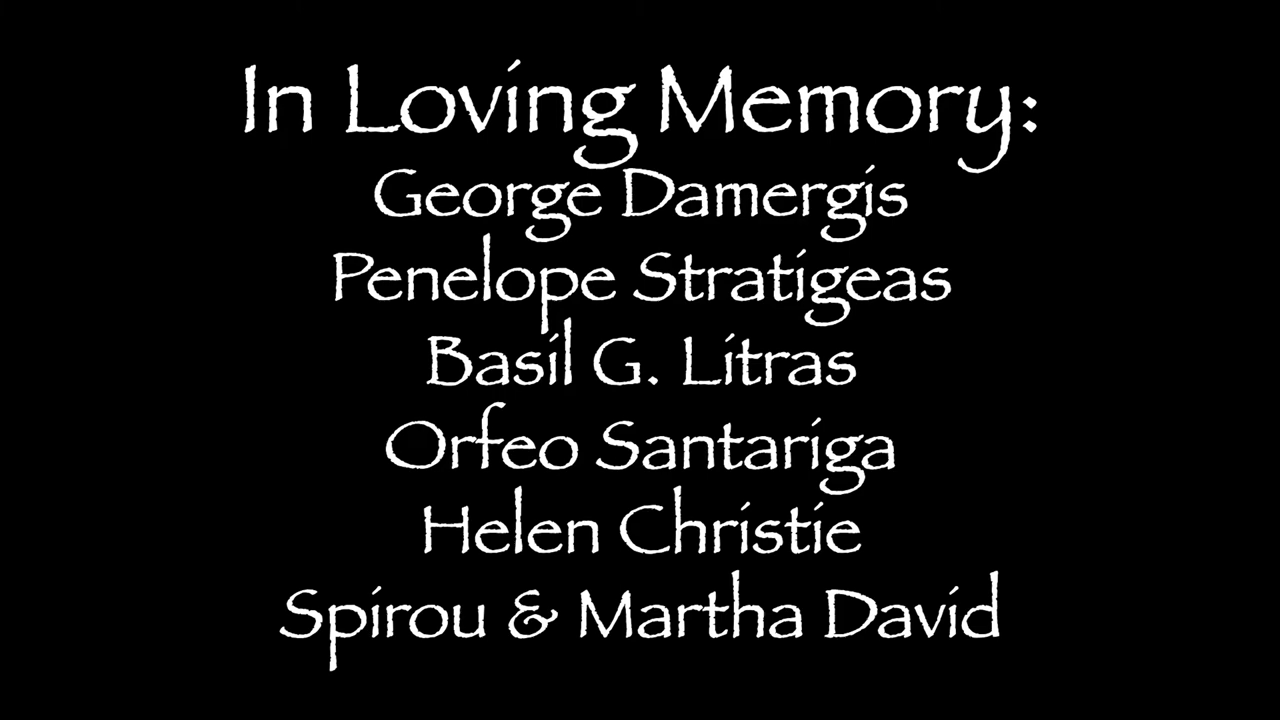 In Loving Memory:
George Damergis
Penelope Stratigeas
Basil G. Litras
Orfeo Santariga
Helen Christie
Spirou & Martha David